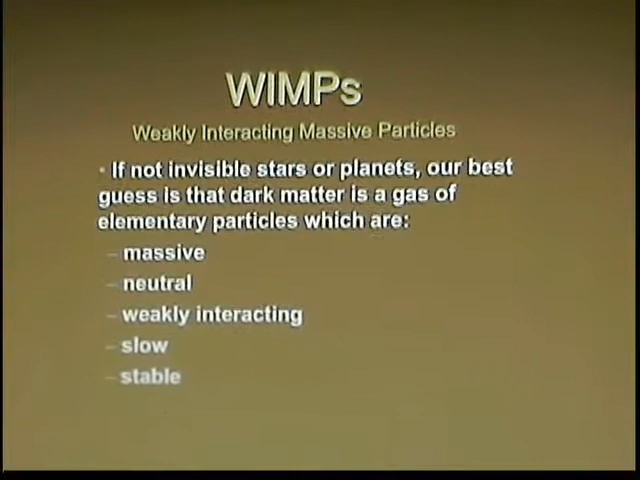 WIMPs
Weakly Interacting Massive Particles
• If not invisible stars or planets, our best
guess is that dark matter is a gas of
elementary particles which are:
– massive
– neutral
– weakly interacting
– slow
– stable